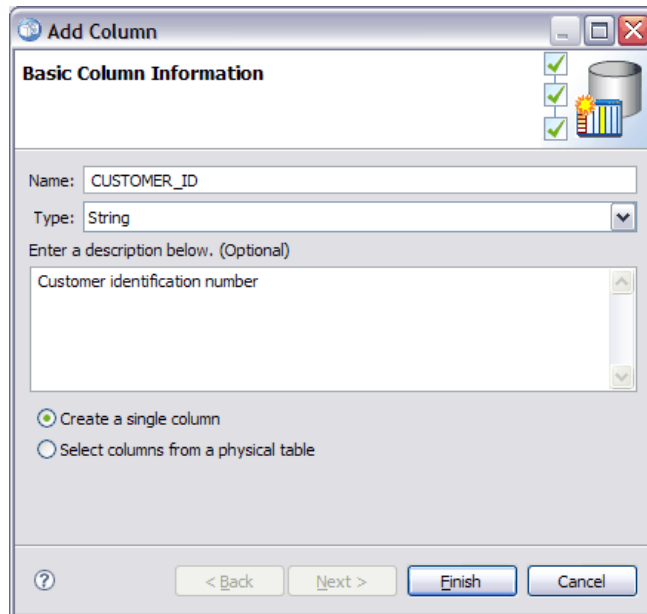 Add Column
Basic Column Information
Name: CUSTOMER_ID
Type: String
Enter a description below. (Optional)
Customer identification number
Create a single column
Select columns from a physical table
? < Back Next > Finish Cancel